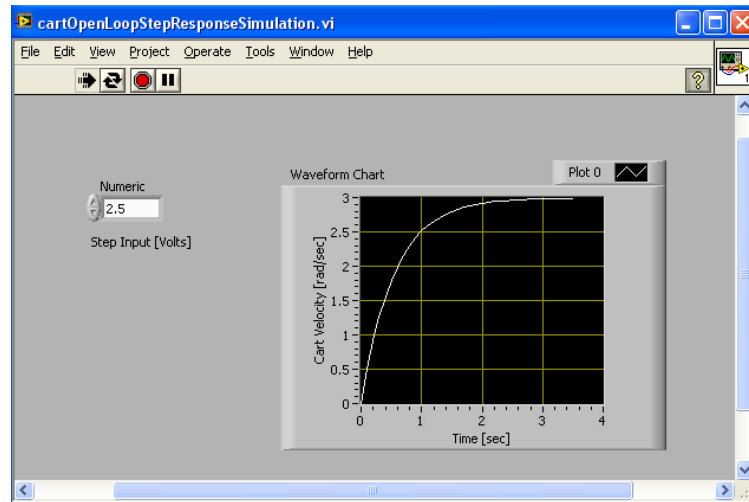 cartOpenLoopStepResponseSimulation.vi
File Edit View Project Operate Tools Window Help
?
1
Numeric
2.5
Step Input [Volts]
Waveform Chart
Plot 0
Cart Velocity [rad/sec]
3
2.5
2
1.5
1
0.5
0
0 1 2 3 4
Time [sec]